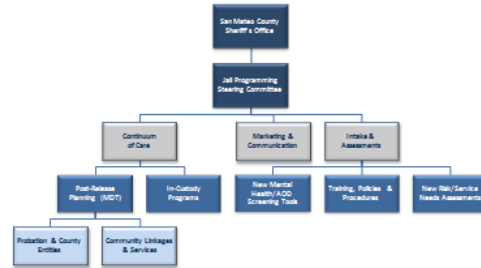 San Mateo County
Sheriff's Office
Jail Programming
Steering Committee
Continuum
of Care
Marketing &
Communication
Intake &
Assessments
Post-Release
Planning (MDT)
In-Custody
Programs
New Mental
Health/AOD
Screening Tools
Training, Policies &
Procedures
New Risk/Service
Needs Assessments
Probation & County
Entities
Community Linkages
& Services